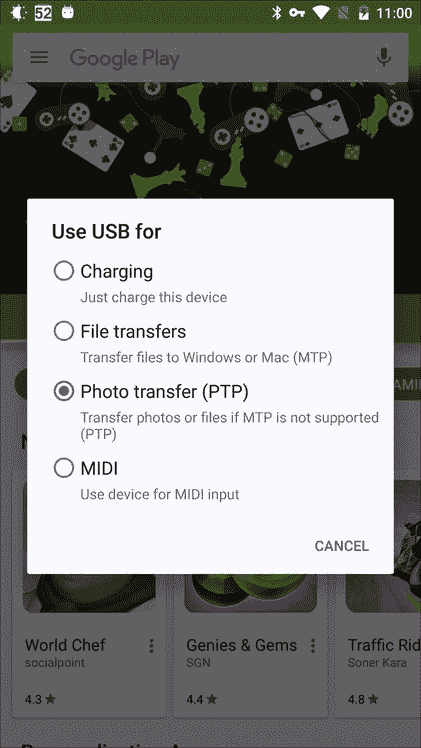 52
11:00
Google Play
Use USB for
Charging
Just charge this device
File transfers
Transfer files to Windows or Mac (MTP)
Photo transfer (PTP)
Transfer photos or files if MTP is not supported
(PTP)
MIDI
Use device for MIDI input
CANCEL
World Chef
Genies & Gems
Traffic Rid
socialpoint
SGN
Soner Kara
4.3
4.4
4.8